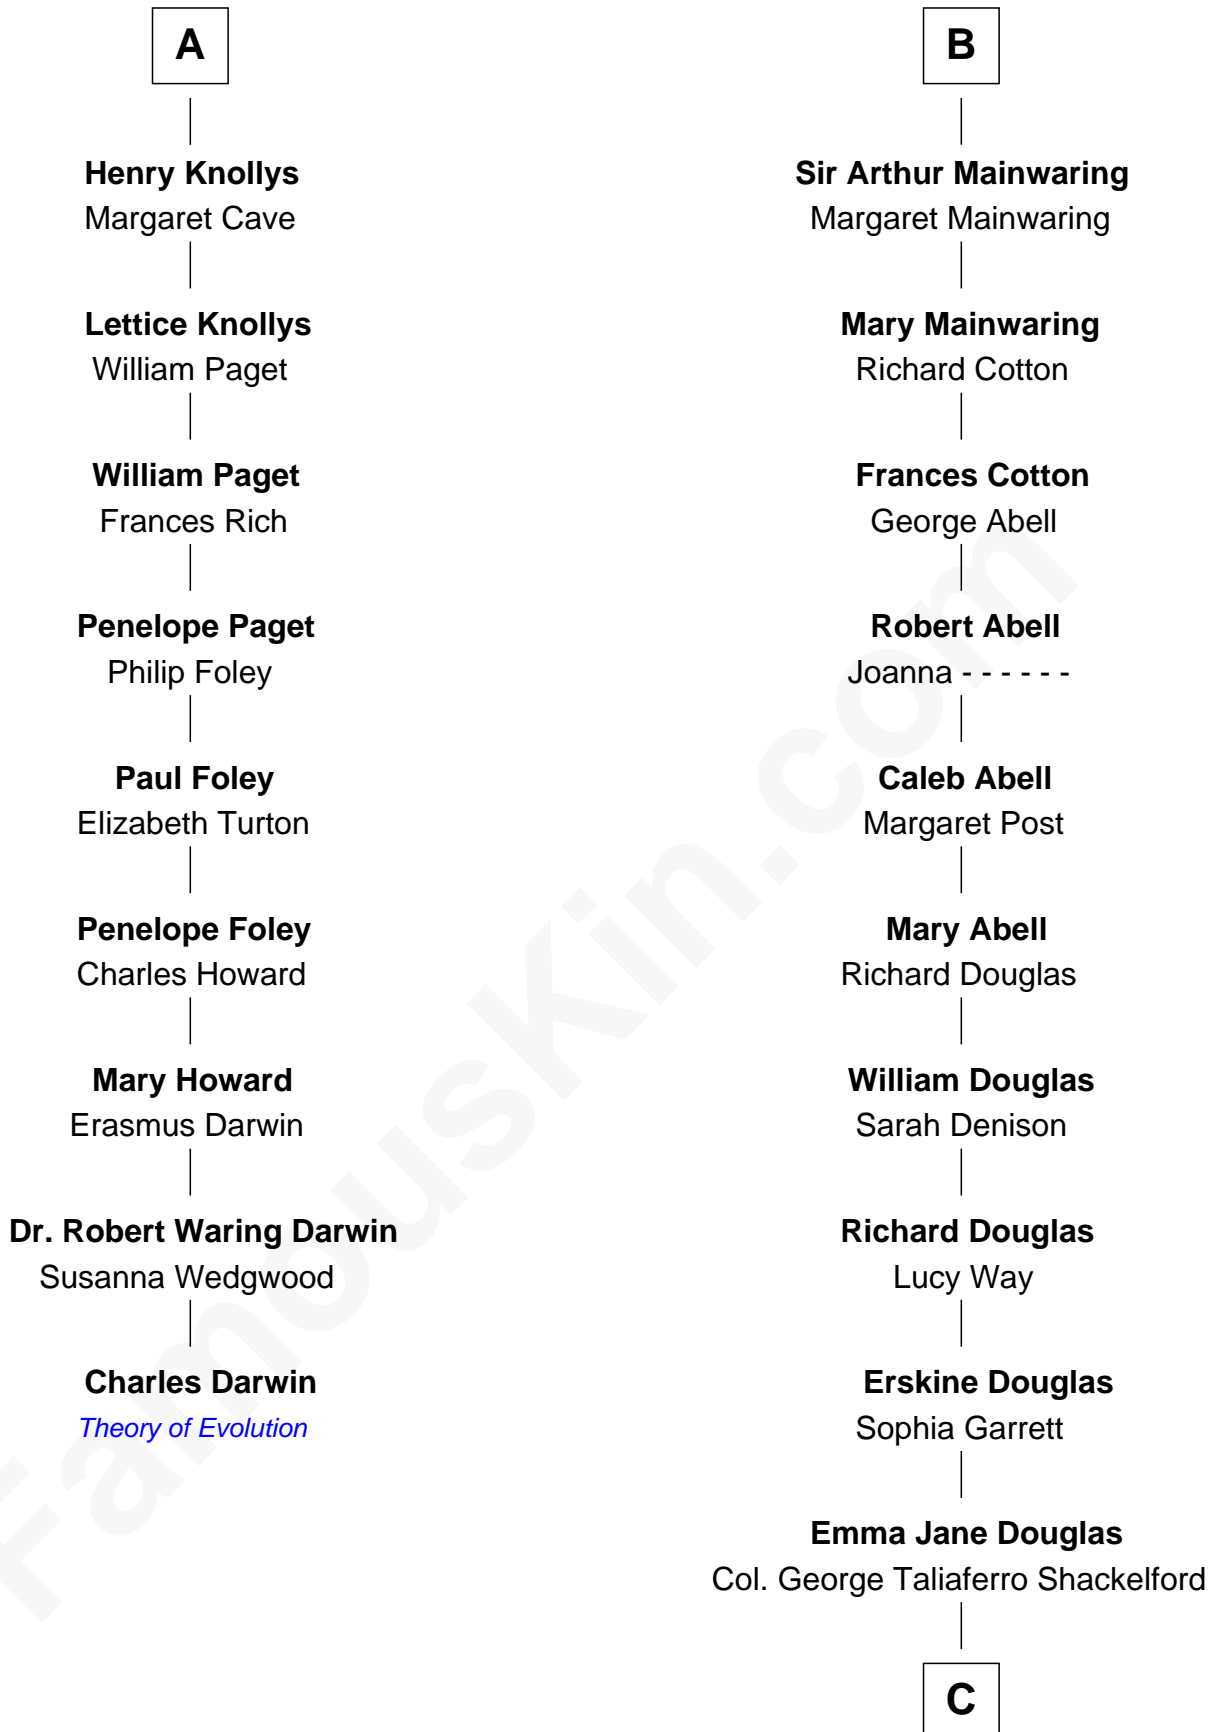 A
Henry Knollys
Margaret Cave
Lettice Knollys
William Paget
William Paget
Frances Rich
Penelope Paget
Philip Foley
Paul Foley
Elizabeth Turton
Penelope Foley
Charles Howard
Mary Howard
Erasmus Darwin
Dr. Robert Waring Darwin
Susanna Wedgwood
Charles Darwin
Theory of Evolution
B
Sir Arthur Mainwaring
Margaret Mainwaring
Mary Mainwaring
Richard Cotton
Frances Cotton
George Abell
Robert Abell
Joanna - - - - - -
Caleb Abell
Margaret Post
Mary Abell
Richard Douglas
William Douglas
Sarah Denison
Richard Douglas
Lucy Way
Erskine Douglas
Sophia Garrett
Emma Jane Douglas
Col. George Taliaferro Shackelford
C
FamousKin.com